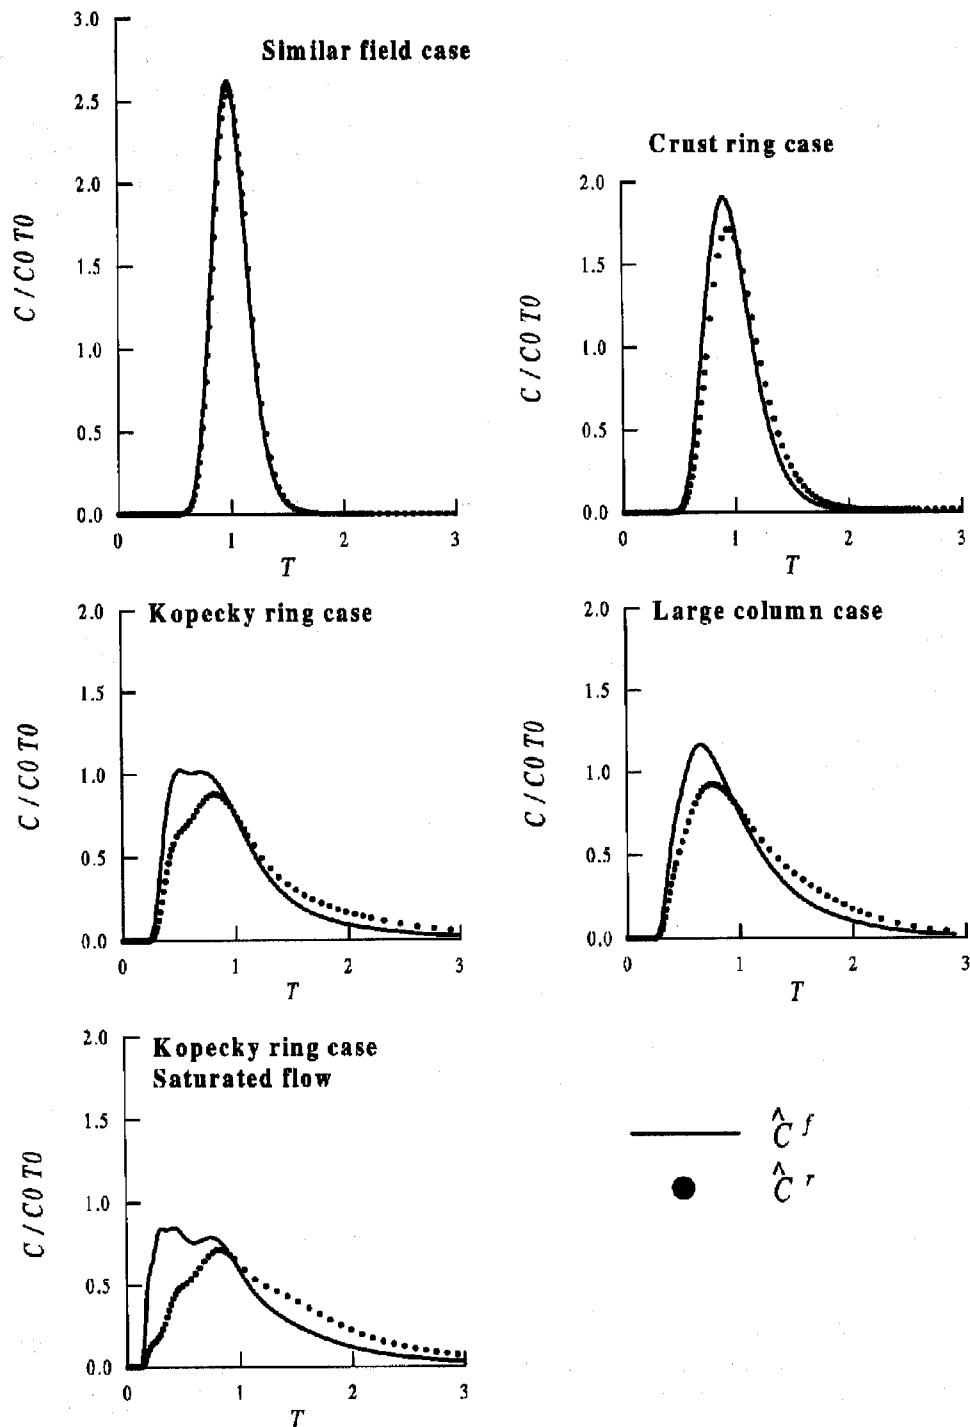 Similar field case
3.0
2.5
2.0
1.5
1.0
0.5
0.0
C / C0 T0
0 1 2 3
T
Crust ring case
2.0
1.5
1.0
0.5
0.0
C / C0 T0
0 1 2 3
T
Kopecky ring case
2.0
1.5
1.0
0.5
0.0
C / C0 T0
0 1 2 3
T
Large column case
2.0
1.5
1.0
0.5
0.0
C / C0 T0
0 1 2 3
T
Kopecky ring case
Saturated flow
2.0
1.5
1.0
0.5
0.0
C / C0 T0
0 1 2 3
T
Ĉ f
Ĉ r